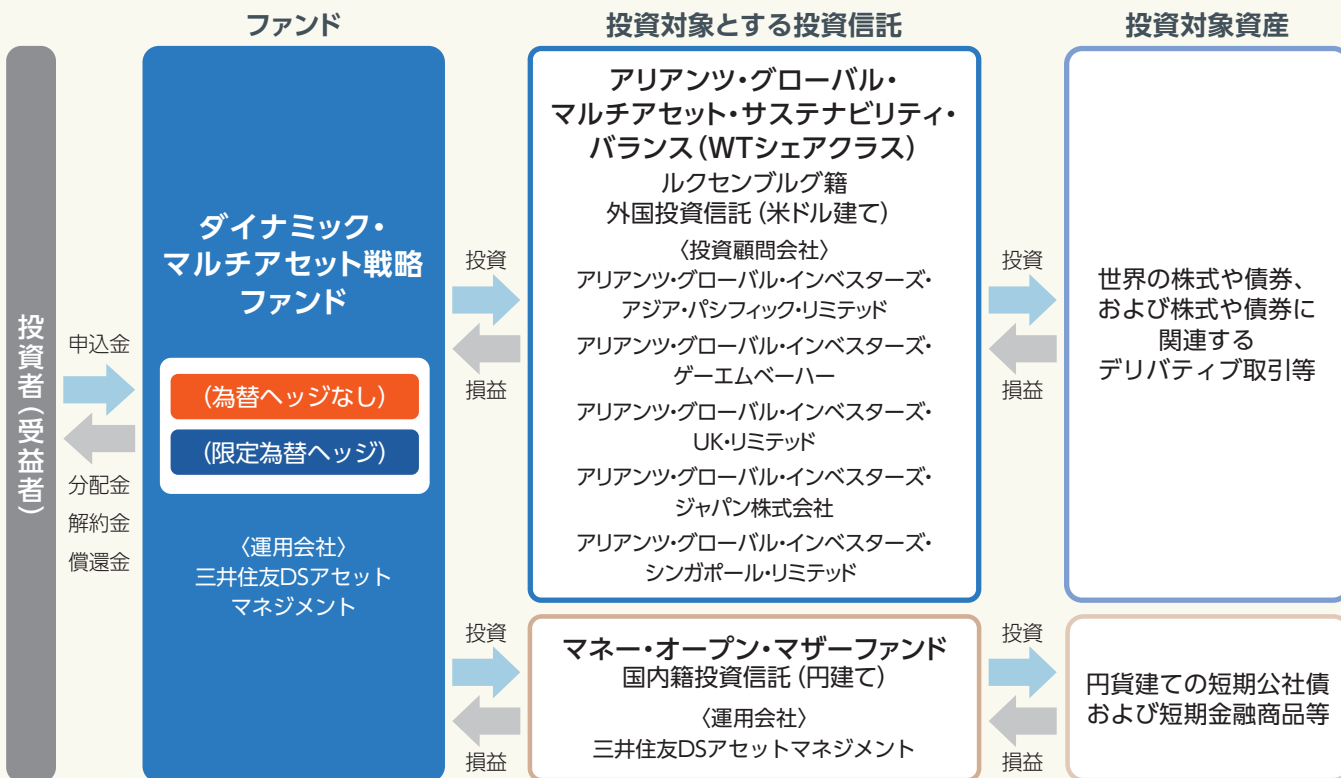 ファンド
投資対象とする投資信託
投資対象資産
投資者(受益者)
申込金
分配金
解約金
償還金
ダイナミック・
マルチアセット戦略
ファンド
(為替ヘッジなし)
(限定為替ヘッジ)
〈運用会社〉
三井住友DSアセット
マネジメント
投資
損益
アリアンツ・グローバル・
マルチアセット・サステナビリティ・
バランス(WTシェアクラス)
ルクセンブルグ籍
外国投資信託(米ドル建て)
〈投資顧問会社〉
アリアンツ・グローバル・インベスターズ・
アジア・パシフィック・リミテッド
アリアンツ・グローバル・インベスターズ・
ゲーエムベーハー
アリアンツ・グローバル・インベスターズ・
UK・リミテッド
アリアンツ・グローバル・インベスターズ・
ジャパン株式会社
アリアンツ・グローバル・インベスターズ・
シンガポール・リミテッド
投資
損益
世界の株式や債券、
および株式や債券に
関連する
デリバティブ取引等
投資
損益
マネー・オープン・マザーファンド
国内籍投資信託(円建て)
〈運用会社〉
三井住友DSアセットマネジメント
投資
損益
円貨建ての短期公社債
および短期金融商品等